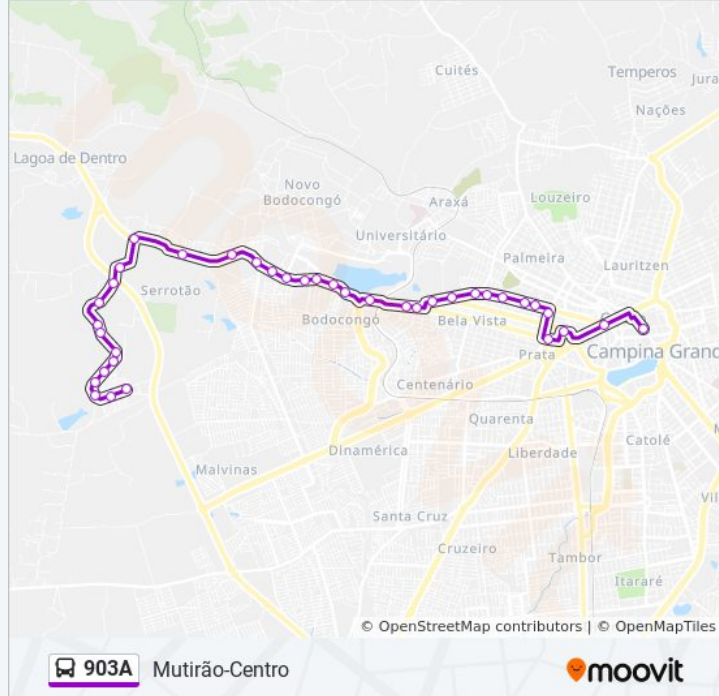 Cuités
Temperos
Jura
Nações
Lagoa de Dentro
Novo
Bodocongó
Araxá
Louzeiro
Universitário
Palmeira
Lauritzen
Serrotão
Bodocongó
Bela Vista
Prata
Campina Grand
Centenário
Quarenta
Catolé
Dinamérica
Liberdade
Malvinas
Santa Cruz
Cruzeiro
Tambor
Itararé
© OpenStreetMap contributors | © OpenMapTiles
903A Mutirão-Centro
moovit